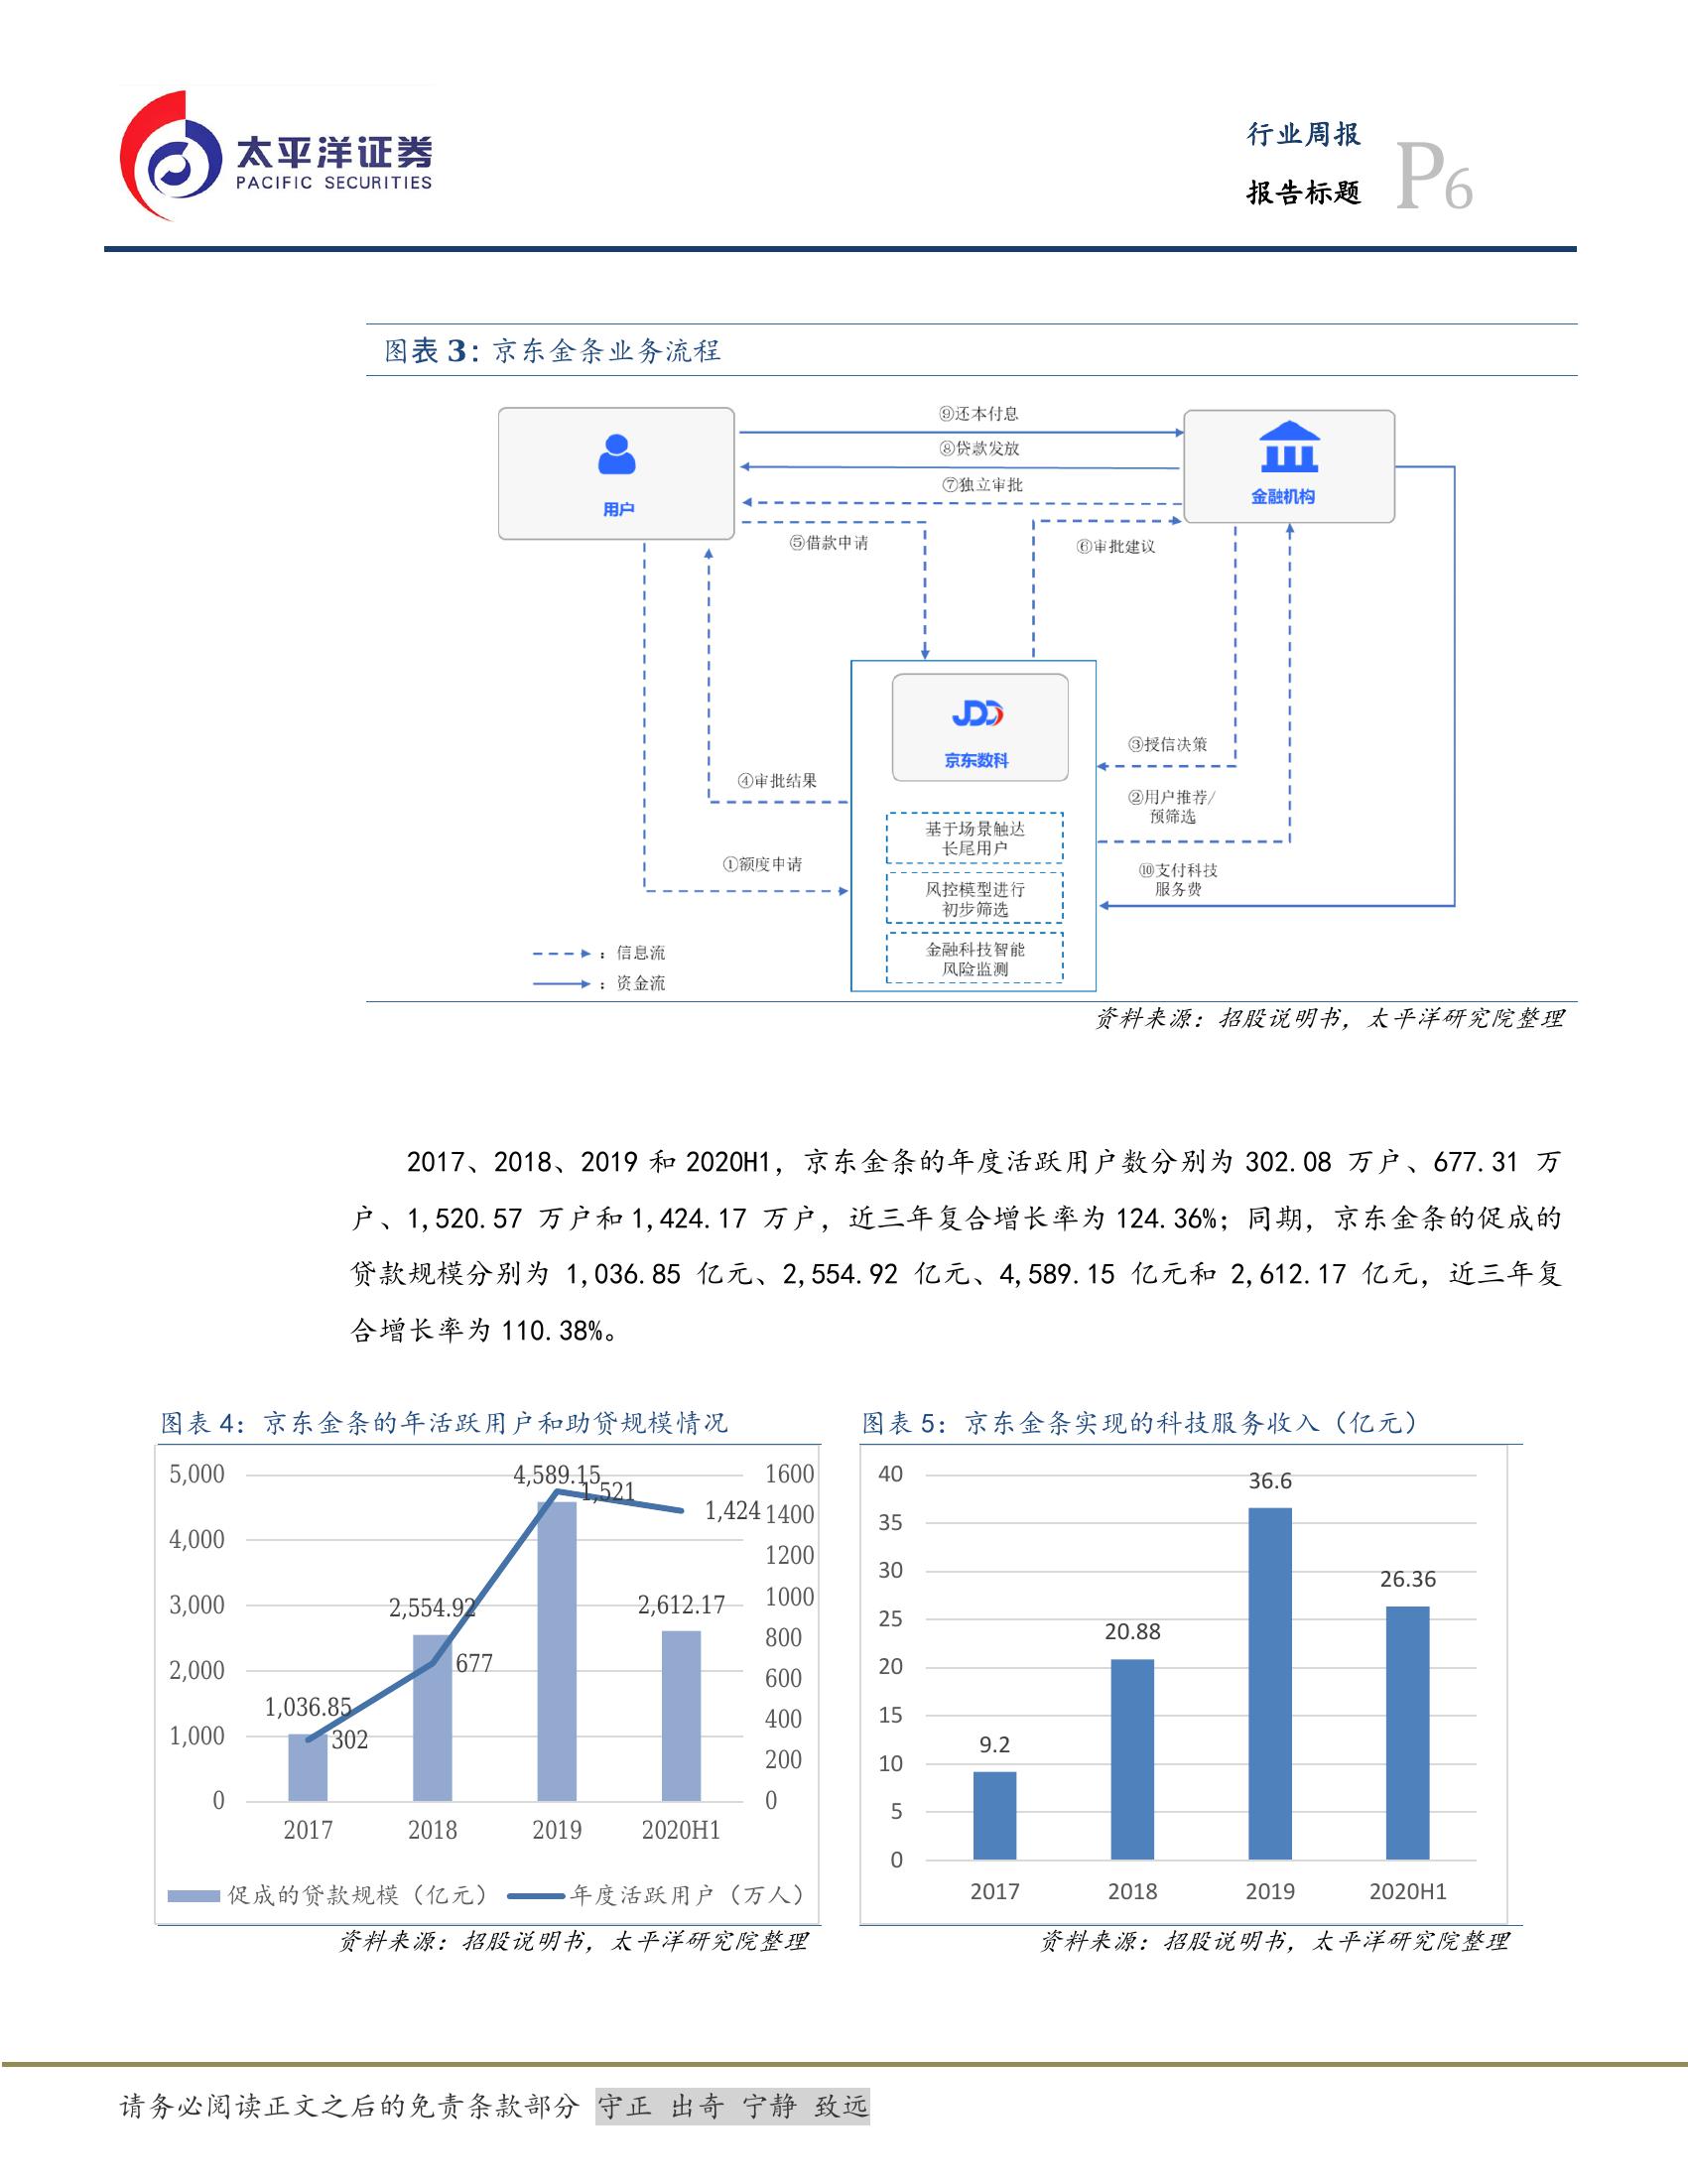 太平洋证券
PACIFIC SECURITIES
行业周报
报告标题
P6
图表 3：京东金条业务流程
⑨还本付息
⑧贷款发放
⑦独立审批
用户
金融机构
⑤借款申请
⑥审批建议
JDD
京东数科
③授信决策
④审批结果
②用户推荐/
预筛选
基于场景触达
长尾用户
①额度申请
⑩支付科技
服务费
风控模型进行
初步筛选
金融科技智能
风险监测
：信息流
：资金流
资料来源：招股说明书，太平洋研究院整理
2017、2018、2019 和 2020H1，京东金条的年度活跃用户数分别为 302.08 万户、677.31 万
户、1,520.57 万户和 1,424.17 万户，近三年复合增长率为 124.36%；同期，京东金条的促成的
贷款规模分别为 1,036.85 亿元、2,554.92 亿元、4,589.15 亿元和 2,612.17 亿元，近三年复
合增长率为 110.38%。
图表 4：京东金条的年活跃用户和助贷规模情况
5,000
4,000
3,000
2,000
1,000
0
4,589.15
1,521
1,424
2,554.92
2,612.17
677
1,036.85
302
1600
1400
1200
1000
800
600
400
200
0
2017 2018 2019 2020H1
促成的贷款规模（亿元） 年度活跃用户（万人）
资料来源：招股说明书，太平洋研究院整理
图表 5：京东金条实现的科技服务收入（亿元）
40
35
30
25
20
15
10
5
0
36.6
26.36
20.88
9.2
2017 2018 2019 2020H1
资料来源：招股说明书，太平洋研究院整理
请务必阅读正文之后的免责条款部分 守正 出奇 宁静 致远